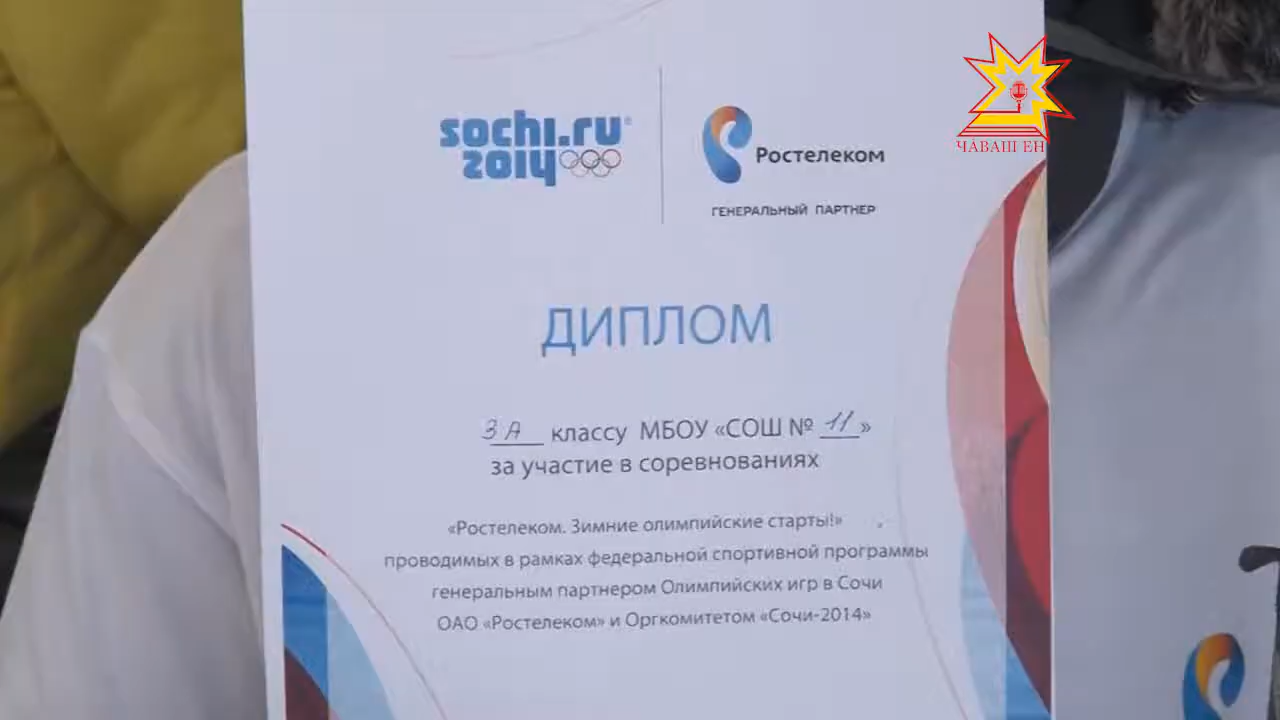 sochi.ru
2014
Ростелеком
ГЕНЕРАЛЬНЫЙ ПАРТНЕР
ЧӐВАШ ЕН
ДИПЛОМ
3 А классу МБОУ «СОШ № 11»
за участие в соревнованиях
«Ростелеком. Зимние олимпийские старты!»
проводимых в рамках федеральной спортивной программы
генеральным партнером Олимпийских игр в Сочи
ОАО «Ростелеком» и Оргкомитетом «Сочи-2014»